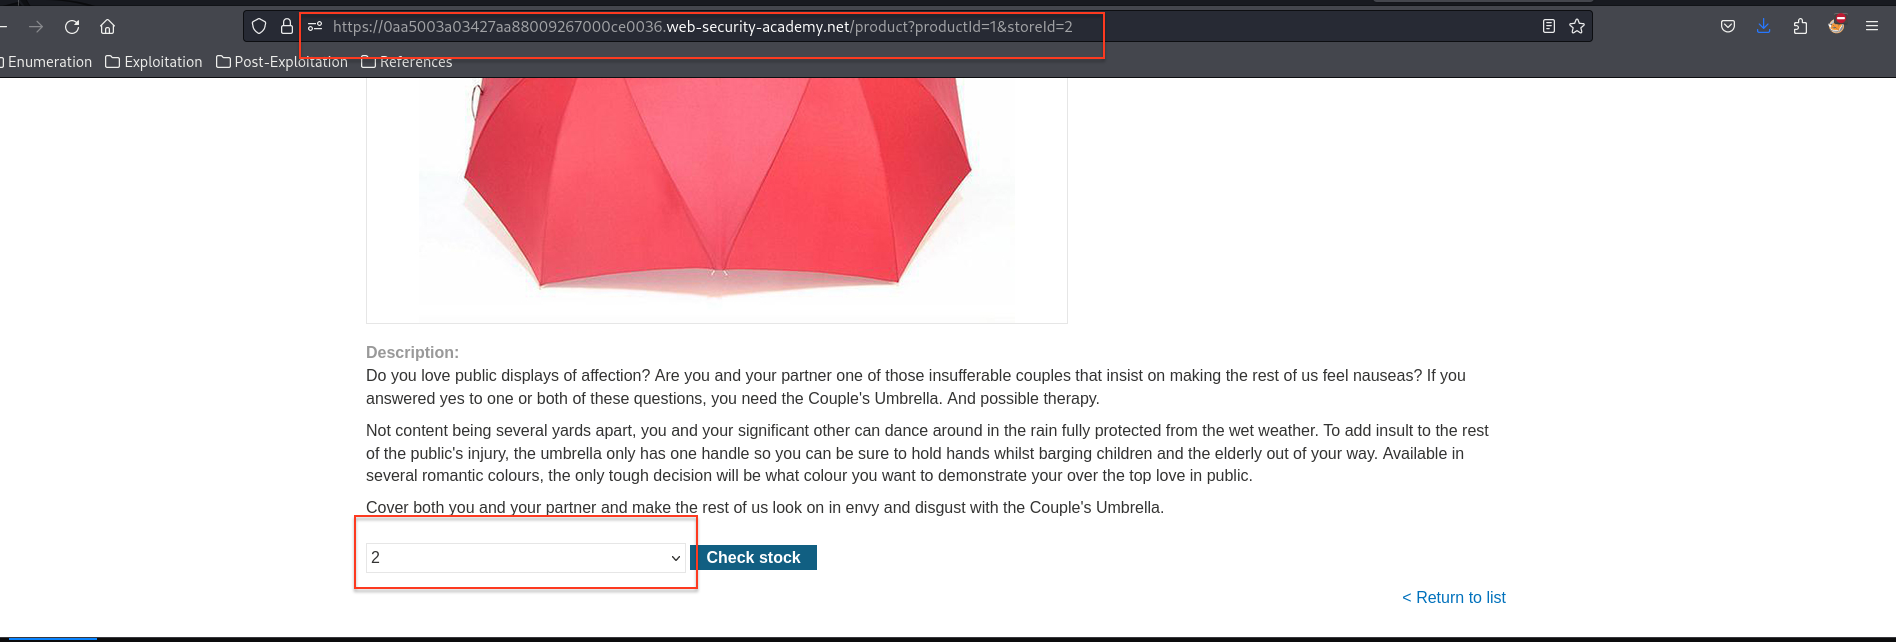 https://0aa5003a03427aa88009267000ce0036.web-security-academy.net/product?productId=1&storeId=2
Enumeration Exploitation Post-Exploitation References
Description:
Do you love public displays of affection? Are you and your partner one of those insufferable couples that insist on making the rest of us feel nauseas? If you
answered yes to one or both of these questions, you need the Couple's Umbrella. And possible therapy.
Not content being several yards apart, you and your significant other can dance around in the rain fully protected from the wet weather. To add insult to the rest
of the public's injury, the umbrella only has one handle so you can be sure to hold hands whilst barging children and the elderly out of your way. Available in
several romantic colours, the only tough decision will be what colour you want to demonstrate your over the top love in public.
Cover both you and your partner and make the rest of us look on in envy and disgust with the Couple's Umbrella.
2 Check stock
< Return to list